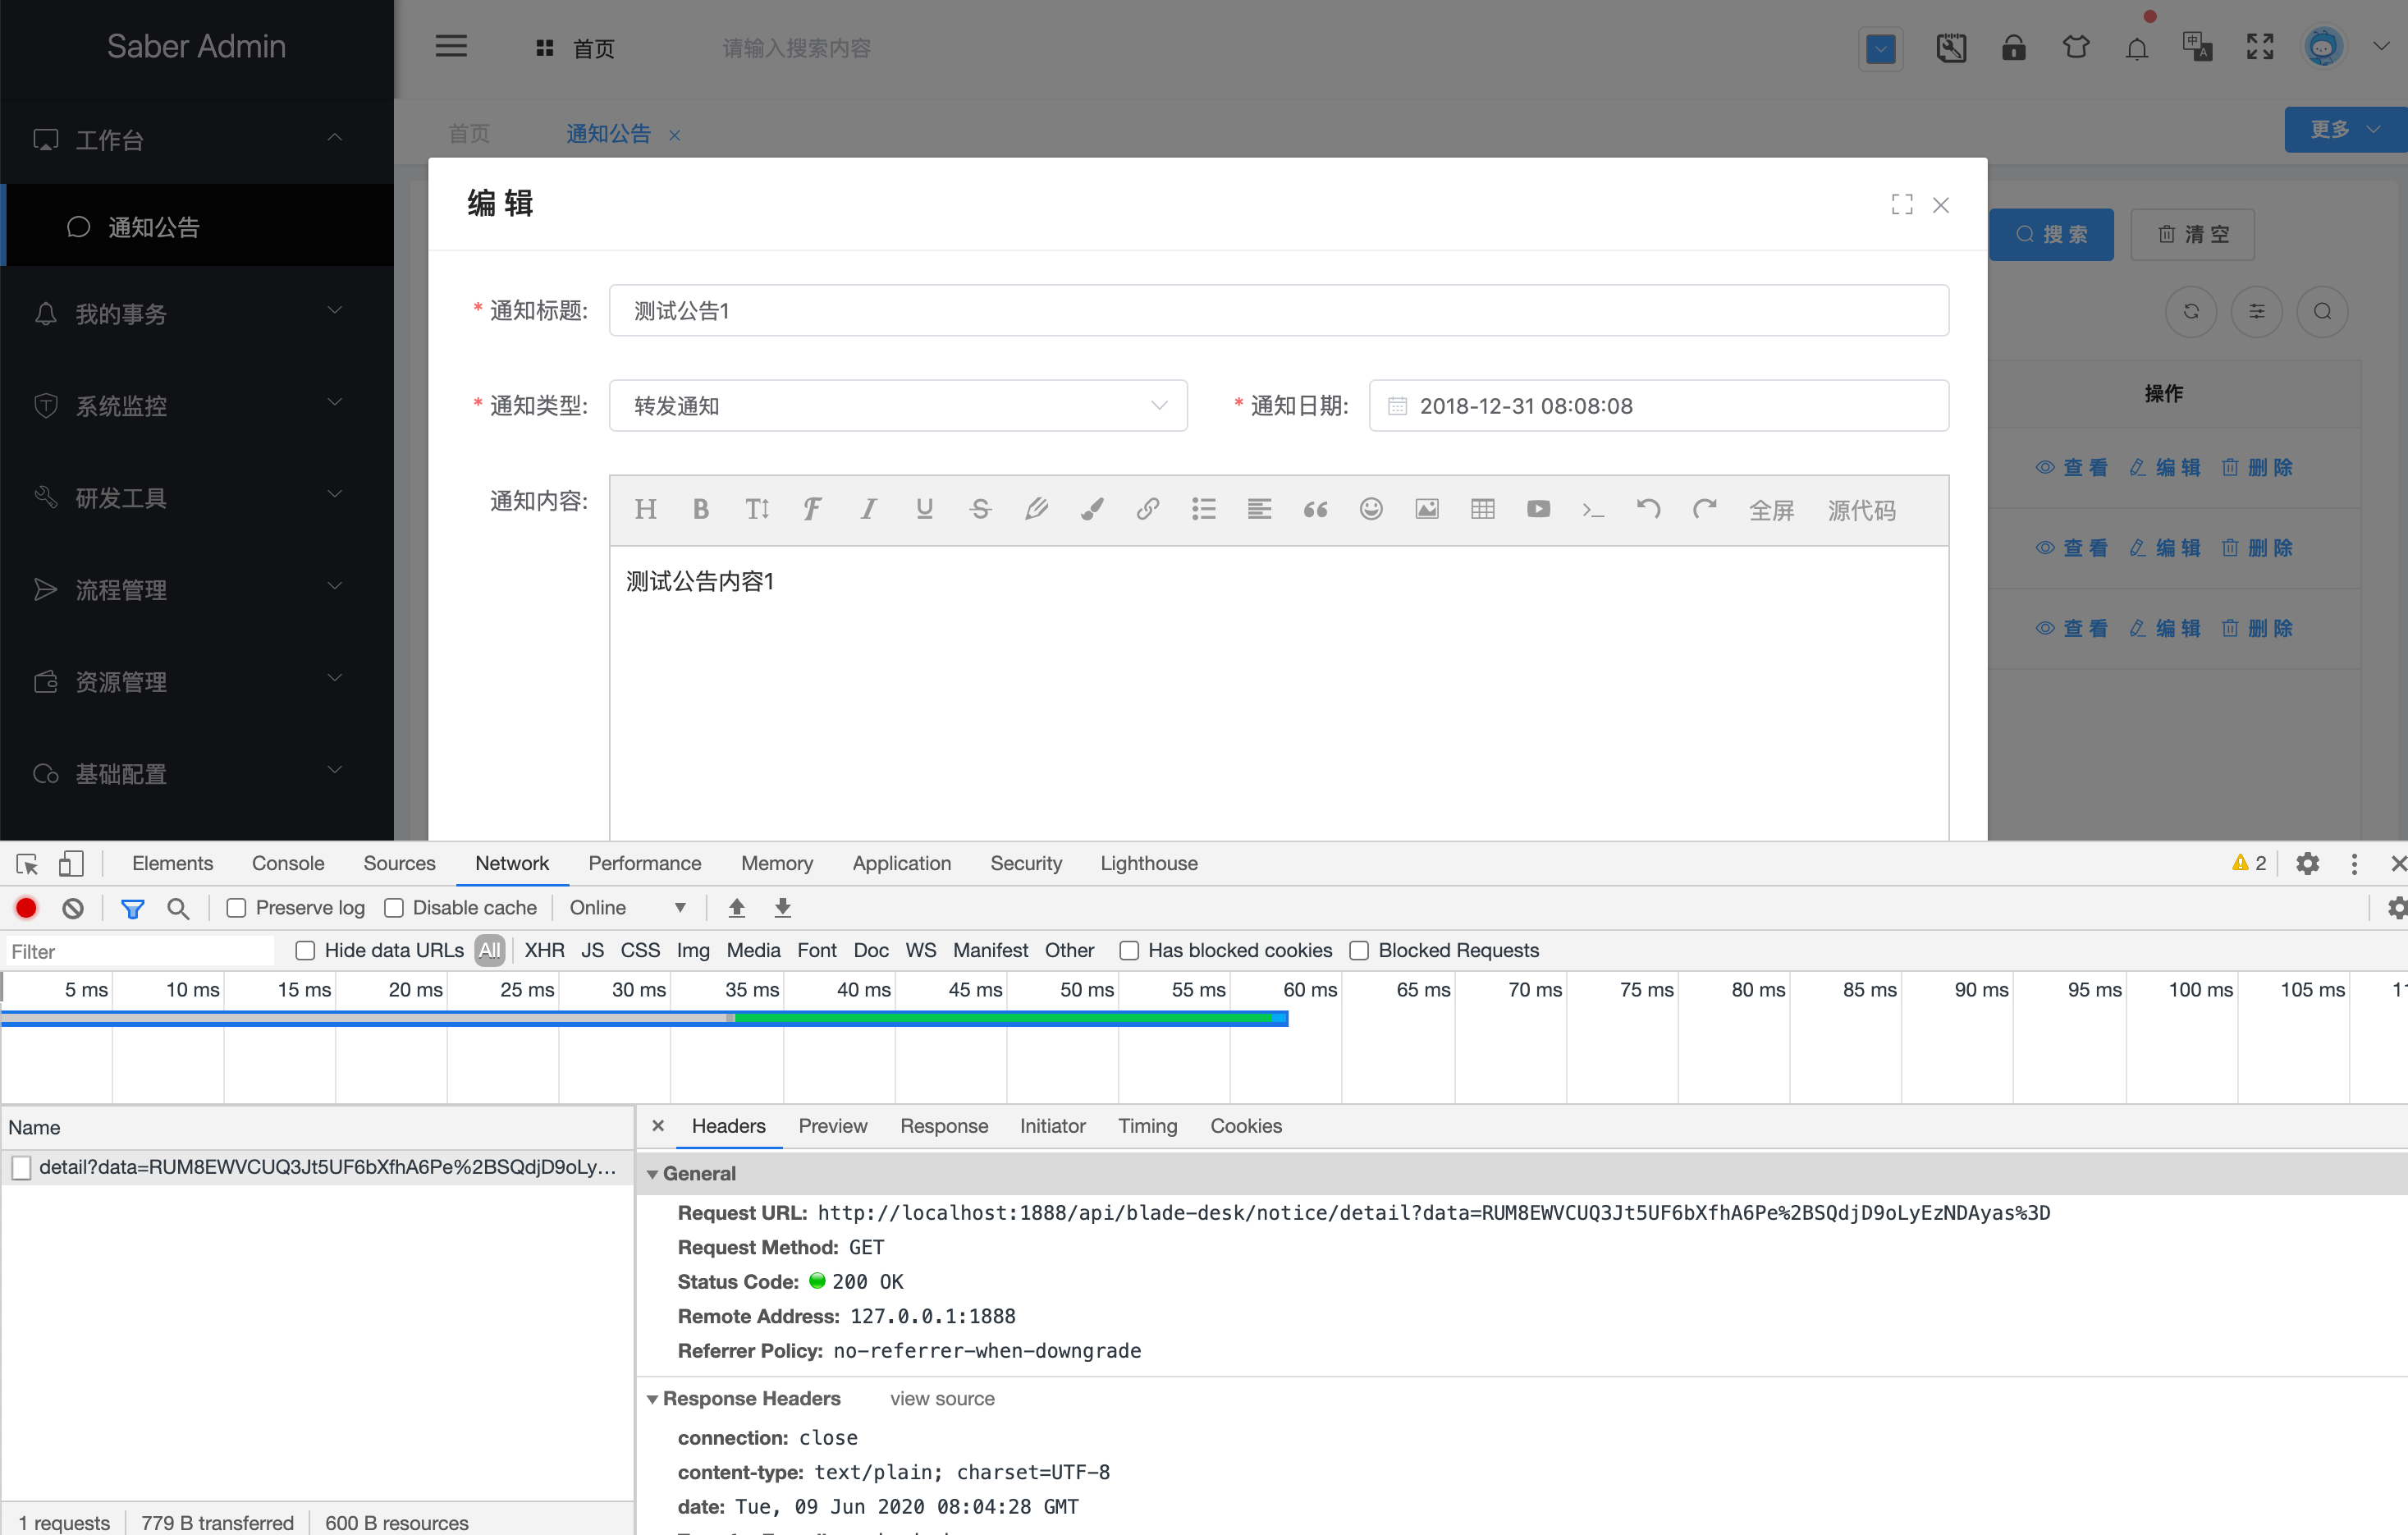 Saber Admin
首页
请输入搜索内容
工作台
通知公告
我的事务
系统监控
研发工具
流程管理
资源管理
基础配置
首页 通知公告
更多
编 辑
搜 索 清 空
* 通知标题: 测试公告1
* 通知类型: 转发通知 * 通知日期: 2018-12-31 08:08:08
通知内容: 全屏 源代码
测试公告内容1
操作
查 看 编 辑 删 除
查 看 编 辑 删 除
查 看 编 辑 删 除
Elements Console Sources Network Performance Memory Application Security Lighthouse 2
Preserve log Disable cache Online
Filter Hide data URLs All XHR JS CSS Img Media Font Doc WS Manifest Other Has blocked cookies Blocked Requests
5 ms 10 ms 15 ms 20 ms 25 ms 30 ms 35 ms 40 ms 45 ms 50 ms 55 ms 60 ms 65 ms 70 ms 75 ms 80 ms 85 ms 90 ms 95 ms 100 ms 105 ms
Name
detail?data=RUM8EWVCUQ3Jt5UF6bXfhA6Pe%2BSQdjD9oLy...
Headers Preview Response Initiator Timing Cookies
General
Request URL: http://localhost:1888/api/blade-desk/notice/detail?data=RUM8EWVCUQ3Jt5UF6bXfhA6Pe%2BSQdjD9oLyEzNDAyas%3D
Request Method: GET
Status Code: 200 OK
Remote Address: 127.0.0.1:1888
Referrer Policy: no-referrer-when-downgrade
Response Headers view source
connection: close
content-type: text/plain; charset=UTF-8
date: Tue, 09 Jun 2020 08:04:28 GMT
1 requests 779 B transferred 600 B resources